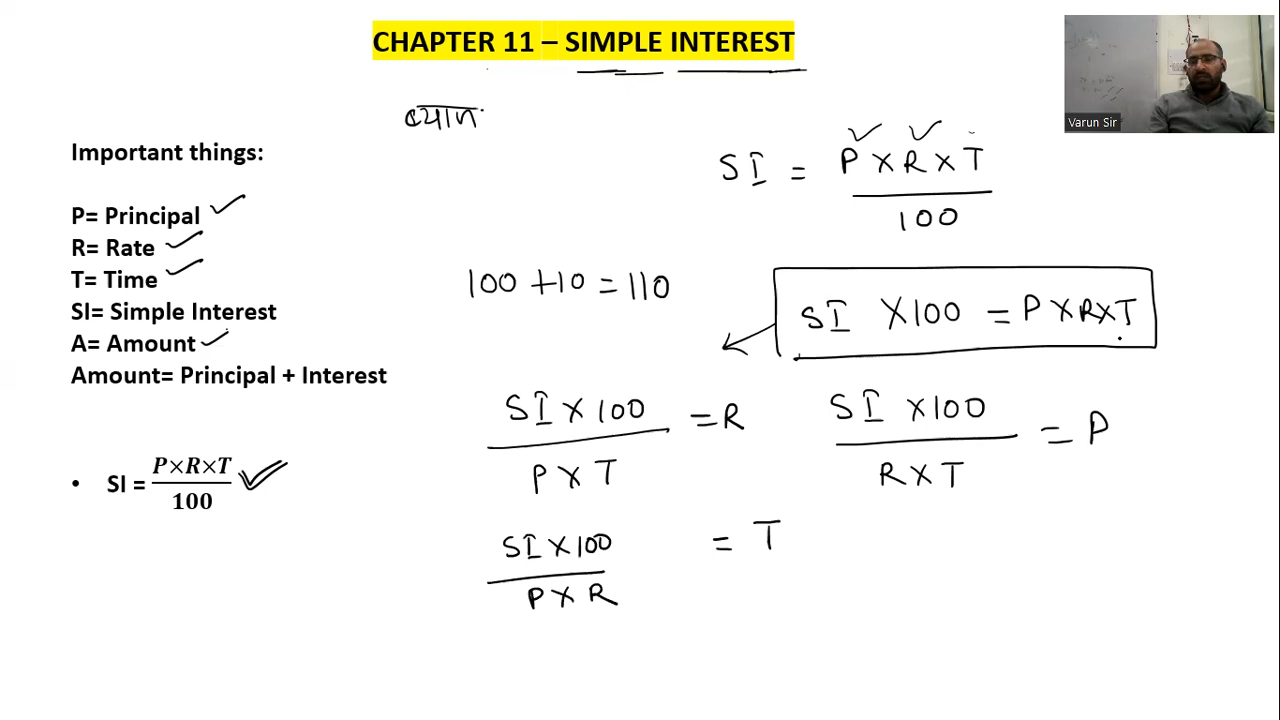 CHAPTER 11 – SIMPLE INTEREST
Varun Sir
ब्याज
Important things:
P= Principal
R= Rate
T= Time
SI= Simple Interest
A= Amount
Amount= Principal + Interest
• SI = P×R×T
100
SI = P × R × T
100
100 + 10 = 110
SI × 100 = P × R × T
SI × 100 = R
P × T
SI × 100 = P
R × T
SI × 100 = T
P × R